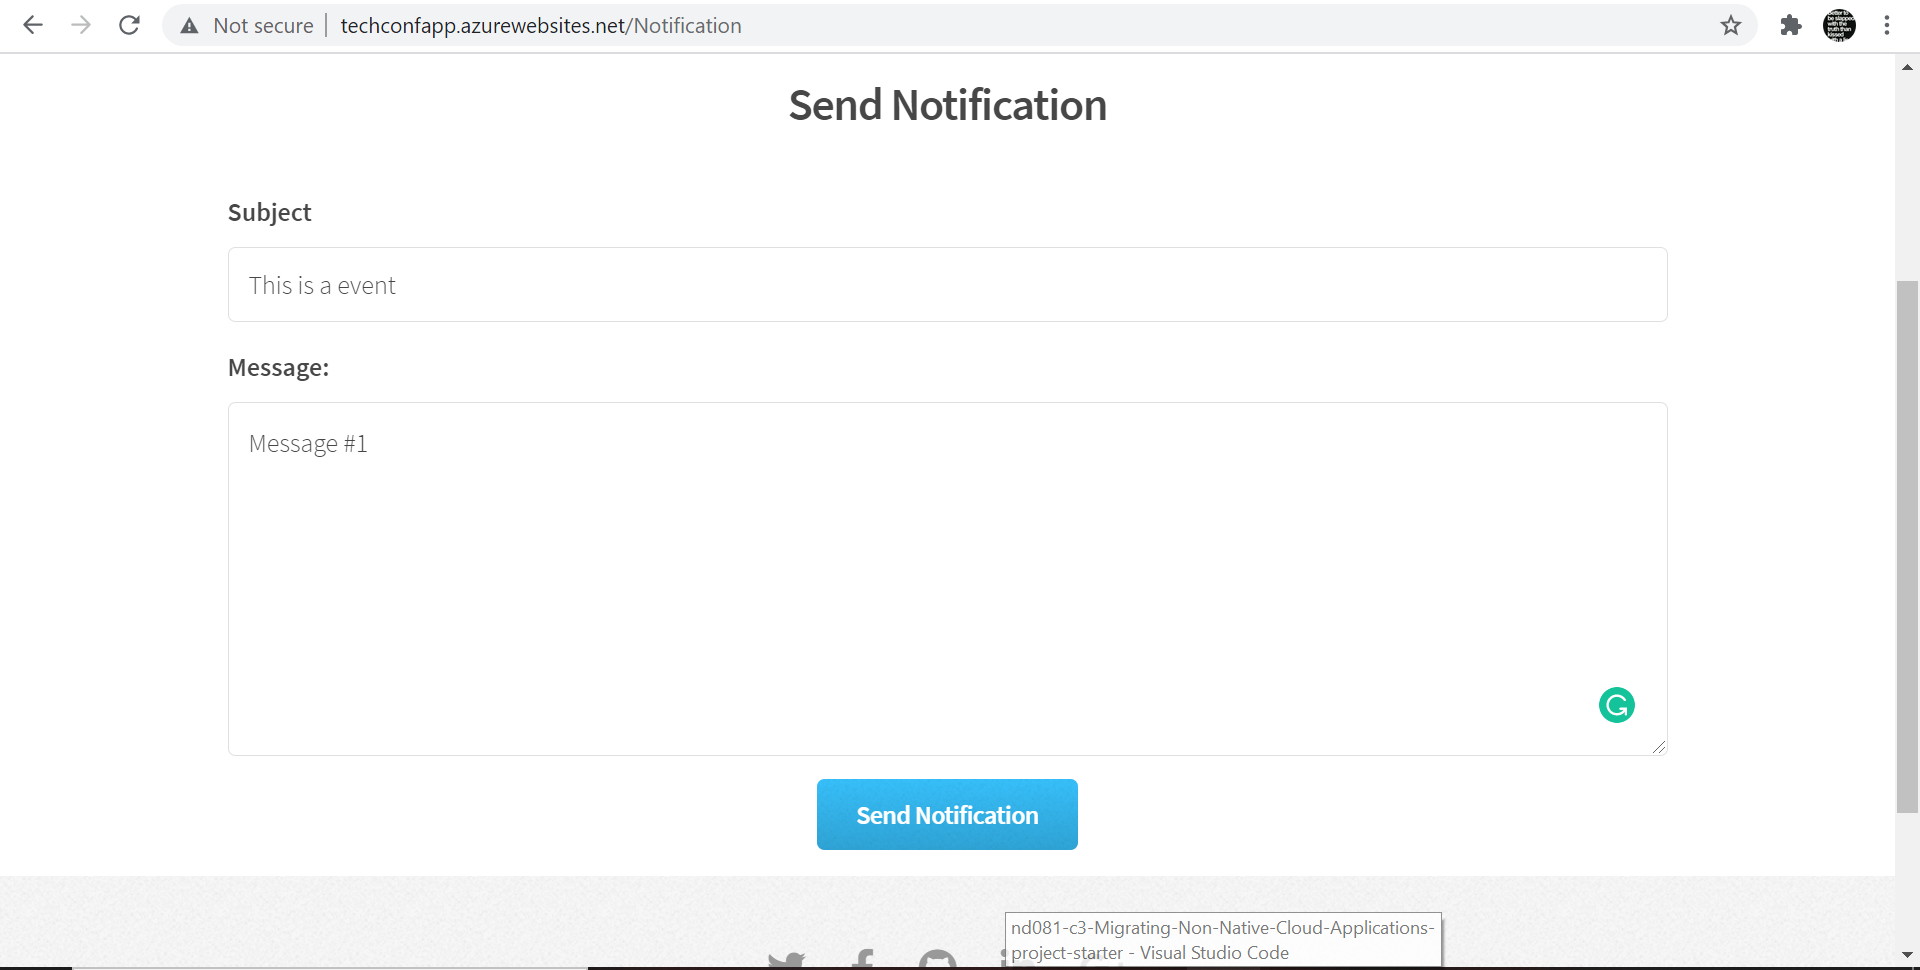 Not secure | techconfapp.azurewebsites.net/Notification
Send Notification
Subject
This is a event
Message:
Message #1
Send Notification
nd081-c3-Migrating-Non-Native-Cloud-Applications-
project-starter - Visual Studio Code